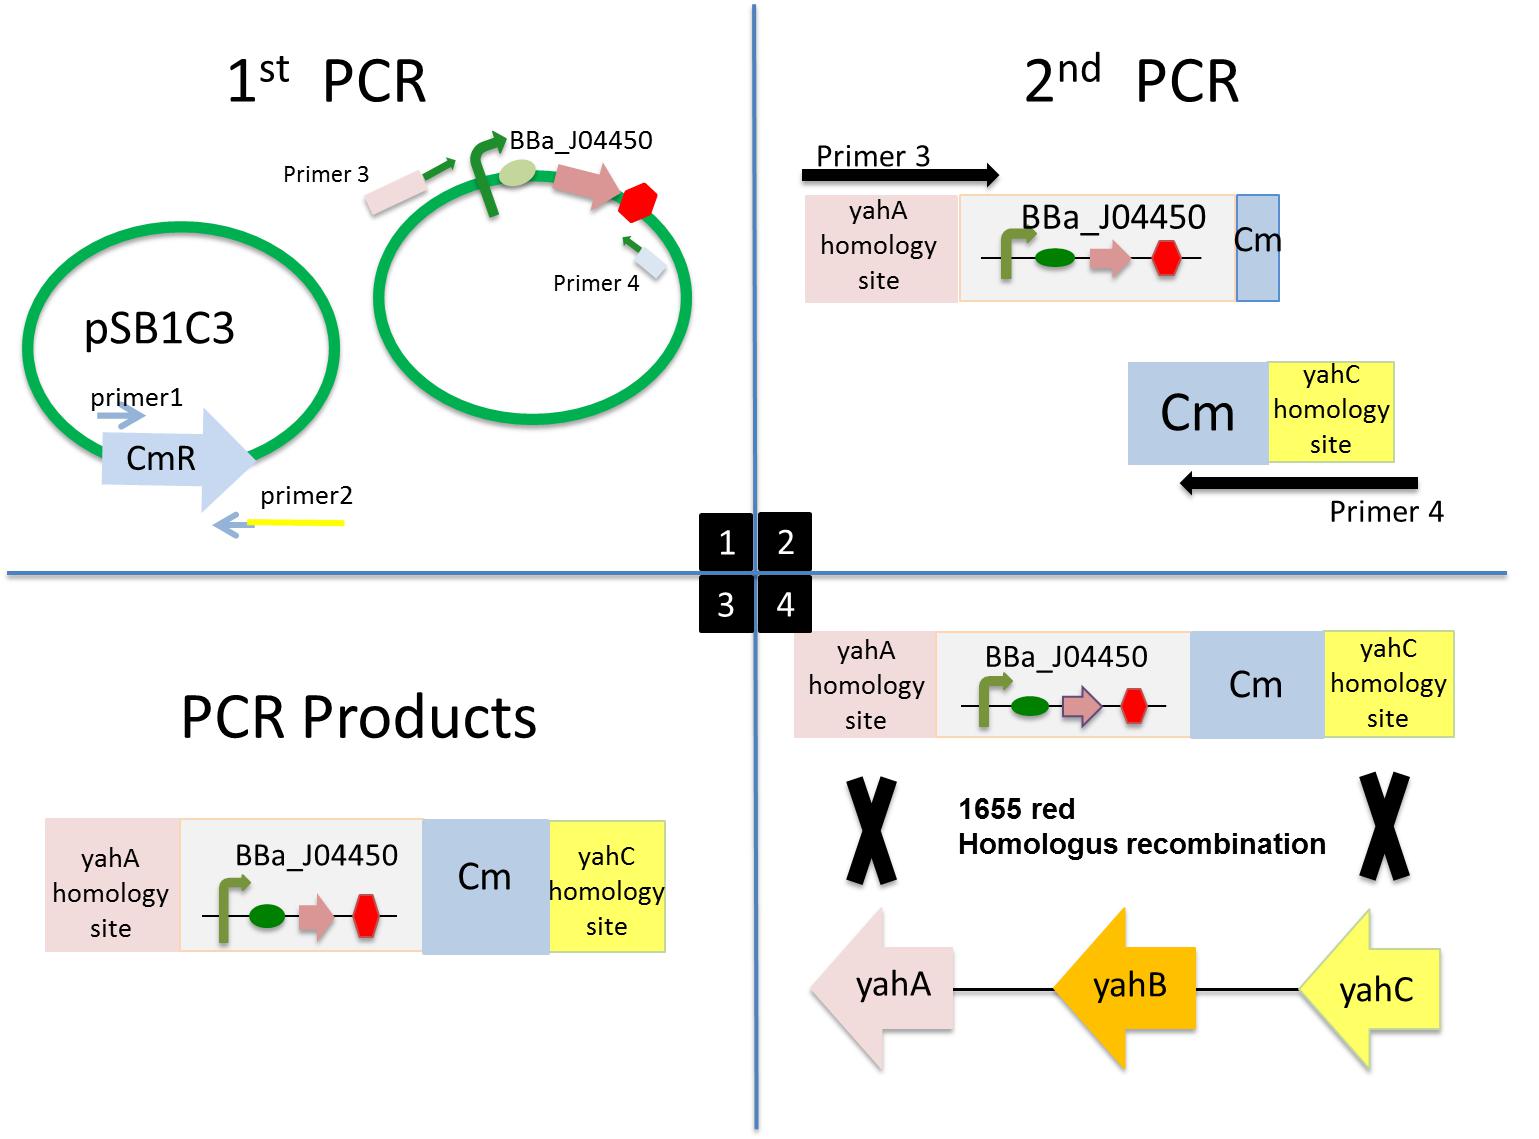 1st PCR
BBa_J04450
Primer 3
Primer 4
pSB1C3
primer1
CmR
primer2
2nd PCR
Primer 3
yahA
homology
site
BBa_J04450
Cm
Cm
yahC
homology
site
Primer 4
1
2
3
4
PCR Products
yahA
homology
site
BBa_J04450
Cm
yahC
homology
site
yahA
homology
site
BBa_J04450
Cm
yahC
homology
site
1655 red
Homologus recombination
yahA
yahB
yahC